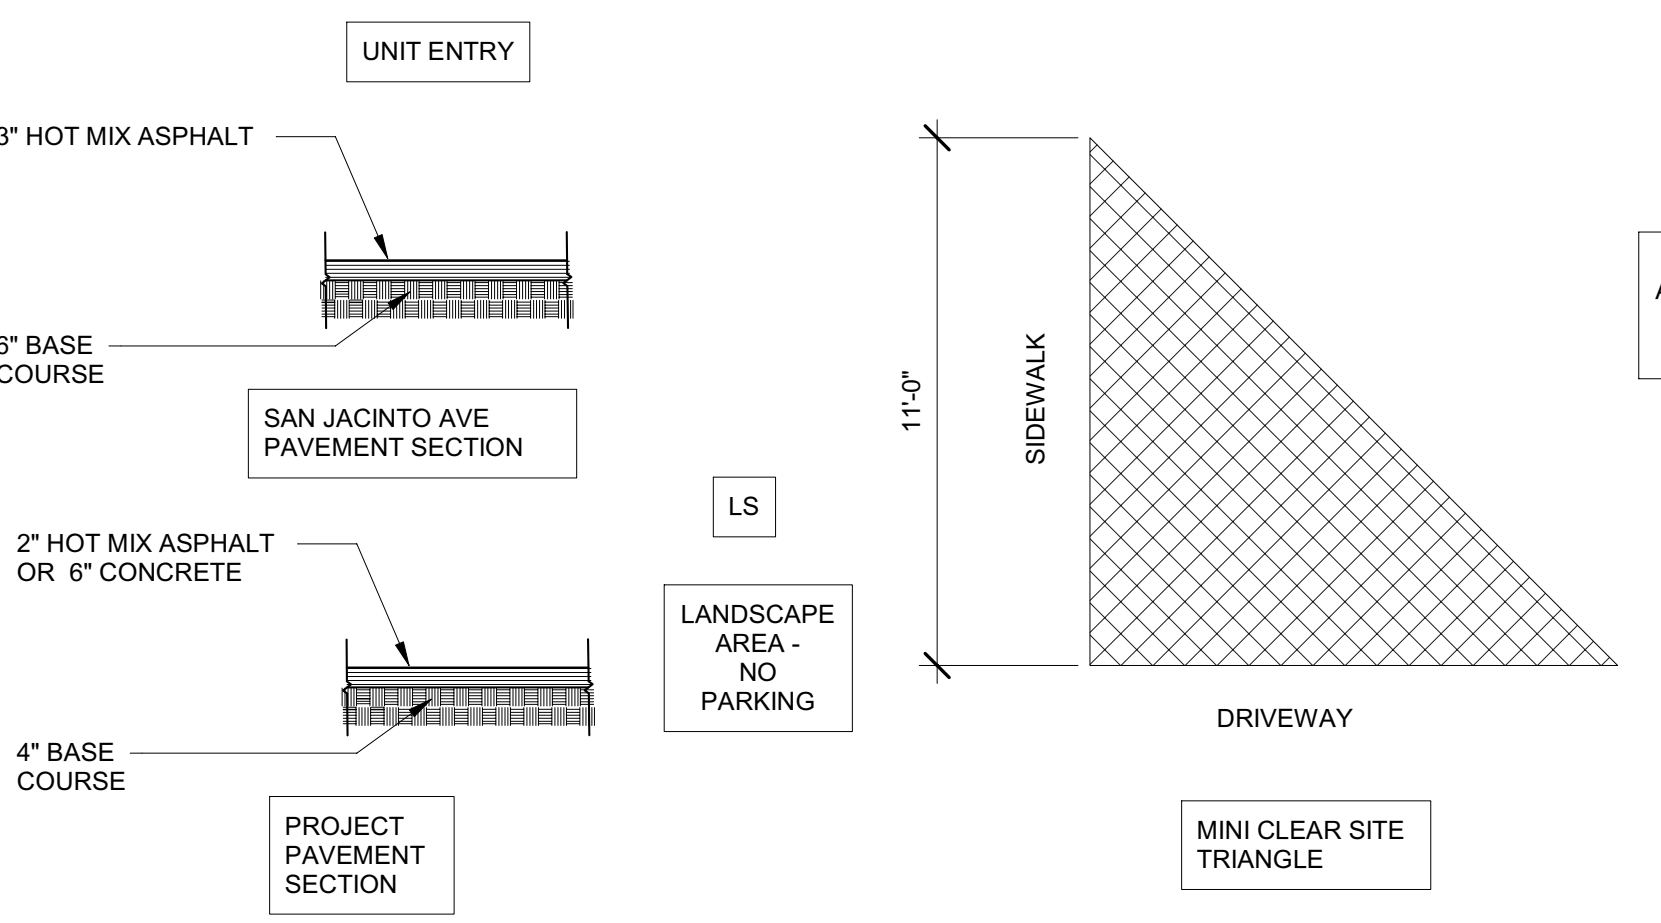 UNIT ENTRY
3" HOT MIX ASPHALT
6" BASE
COURSE
SAN JACINTO AVE
PAVEMENT SECTION
2" HOT MIX ASPHALT
OR 6" CONCRETE
4" BASE
COURSE
PROJECT
PAVEMENT
SECTION
LS
LANDSCAPE
AREA -
NO
PARKING
11'-0"
SIDEWALK
DRIVEWAY
MINI CLEAR SITE
TRIANGLE